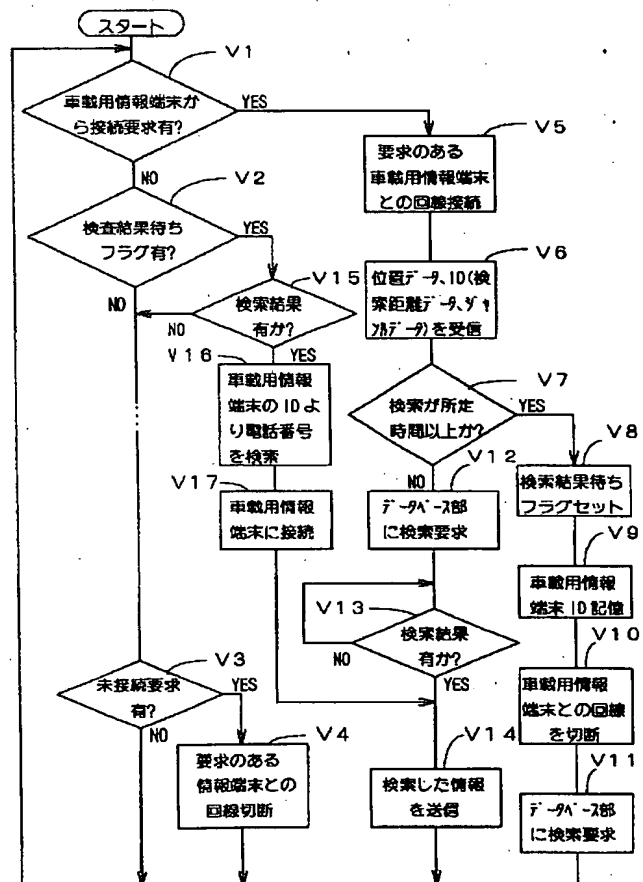 スタート
V1
車載用情報端末か
ら接続要求有?
YES
NO
V2
検査結果待ち
フラグ有?
YES
NO
V15
検索結果
有か?
NO
YES
V16
車載用情報
端末のIDよ
り電話番号
を検索
V17
車載用情報
端末に接続
V3
未接続要求
有?
YES
NO
V4
要求のある
情報端末との
回線切断
V5
要求のある
車載用情報端末
との回線接続
V6
位置データ、ID(検
索距離データ、ジャ
ンルデータ)を受信
V7
検索が所定
時間以上か?
YES
NO
V12
データベース部
に検索要求
V13
検索結果
有か?
NO
YES
V14
検索した情報
を送信
V8
検索結果待ち
フラグセット
V9
車載用情報
端末ID記憶
V10
車載用情報
端末との回線
を切断
V11
データベース部
に検索要求